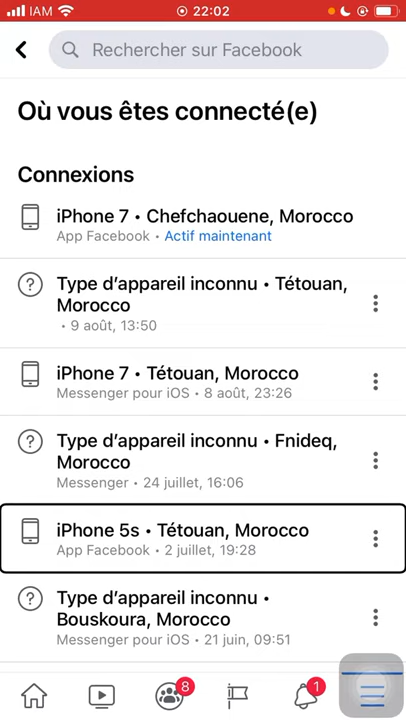 IAM 22:02
Rechercher sur Facebook
Où vous êtes connecté(e)
Connexions
iPhone 7 • Chefchaouene, Morocco
App Facebook • Actif maintenant
Type d'appareil inconnu • Tétouan,
Morocco
• 9 août, 13:50
iPhone 7 • Tétouan, Morocco
Messenger pour iOS • 8 août, 23:26
Type d'appareil inconnu • Fnideq,
Morocco
Messenger • 24 juillet, 16:06
iPhone 5s • Tétouan, Morocco
App Facebook • 2 juillet, 19:28
Type d'appareil inconnu •
Bouskoura, Morocco
Messenger pour iOS • 21 juin, 09:51
8 1